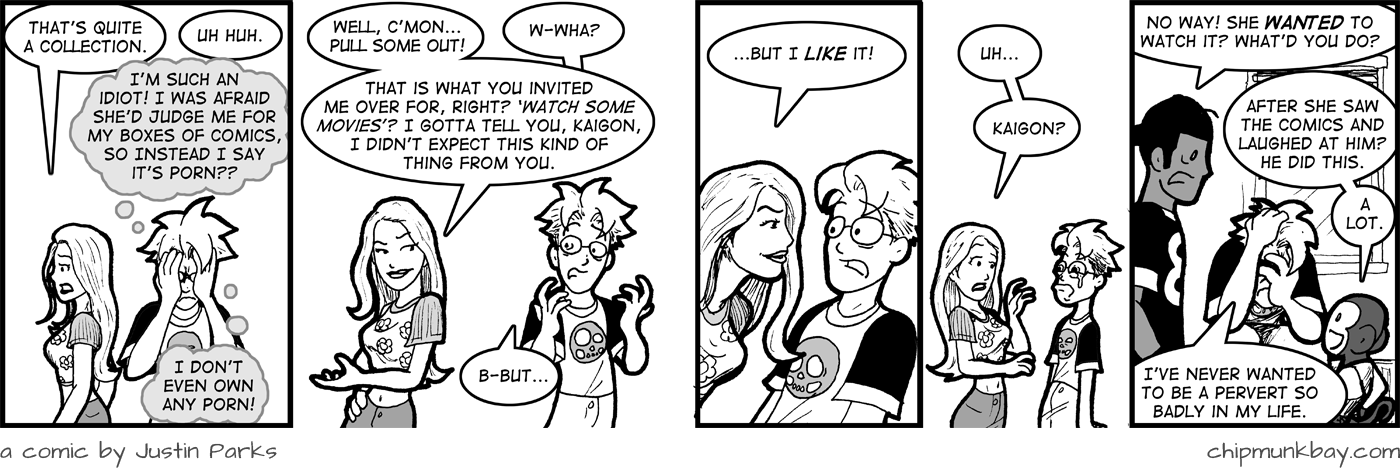 THAT'S QUITE
A COLLECTION.
UH HUH.
I'M SUCH AN
IDIOT! I WAS AFRAID
SHE'D JUDGE ME FOR
MY BOXES OF COMICS,
SO INSTEAD I SAY
IT'S PORN??
I DON'T
EVEN OWN
ANY PORN!
WELL, C'MON...
PULL SOME OUT!
W-WHA?
THAT IS WHAT YOU INVITED
ME OVER FOR, RIGHT? 'WATCH SOME
MOVIES'? I GOTTA TELL YOU, KAIGON,
I DIDN'T EXPECT THIS KIND OF
THING FROM YOU.
B-BUT...
...BUT I LIKE IT!
UH...
KAIGON?
NO WAY! SHE WANTED TO
WATCH IT? WHAT'D YOU DO?
AFTER SHE SAW
THE COMICS AND
LAUGHED AT HIM?
HE DID THIS.
A
LOT.
I'VE NEVER WANTED
TO BE A PERVERT SO
BADLY IN MY LIFE.
a comic by Justin Parks
chipmunkbay.com